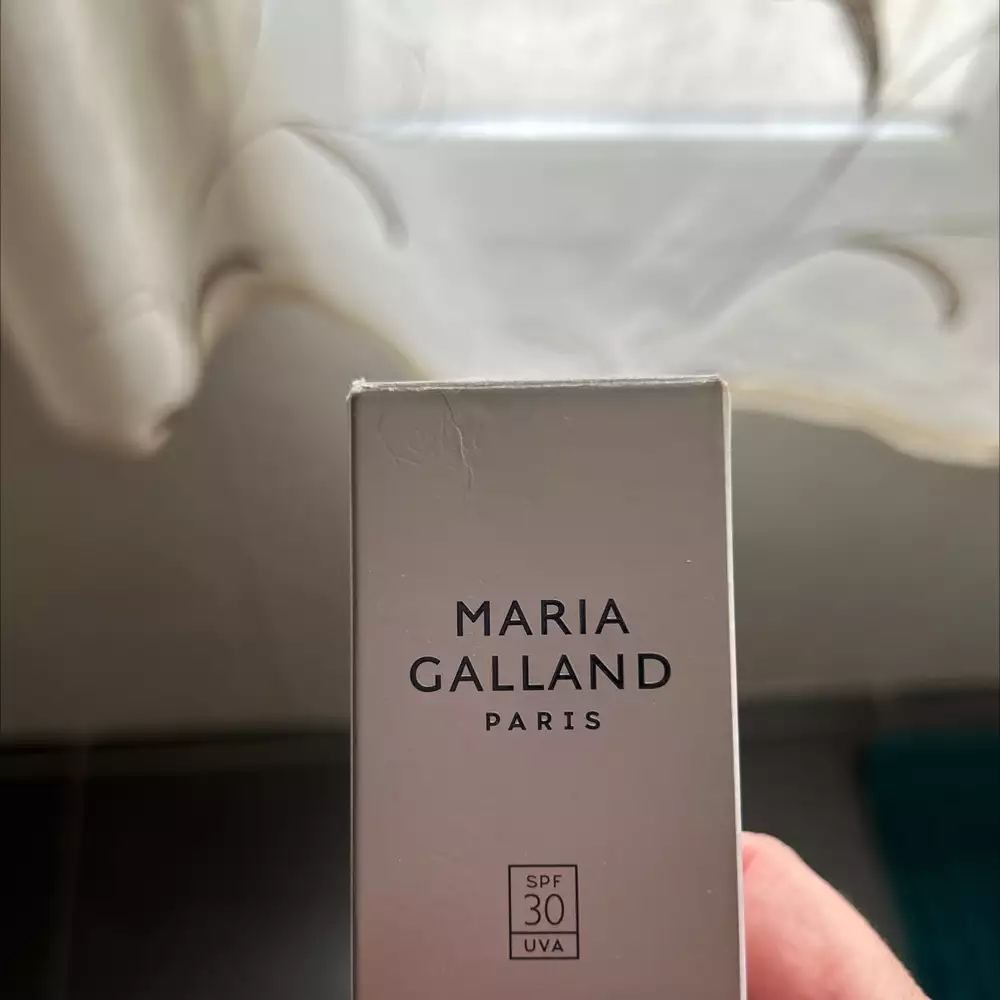 MARIA
GALLAND
PARIS
SPF
30
UVA